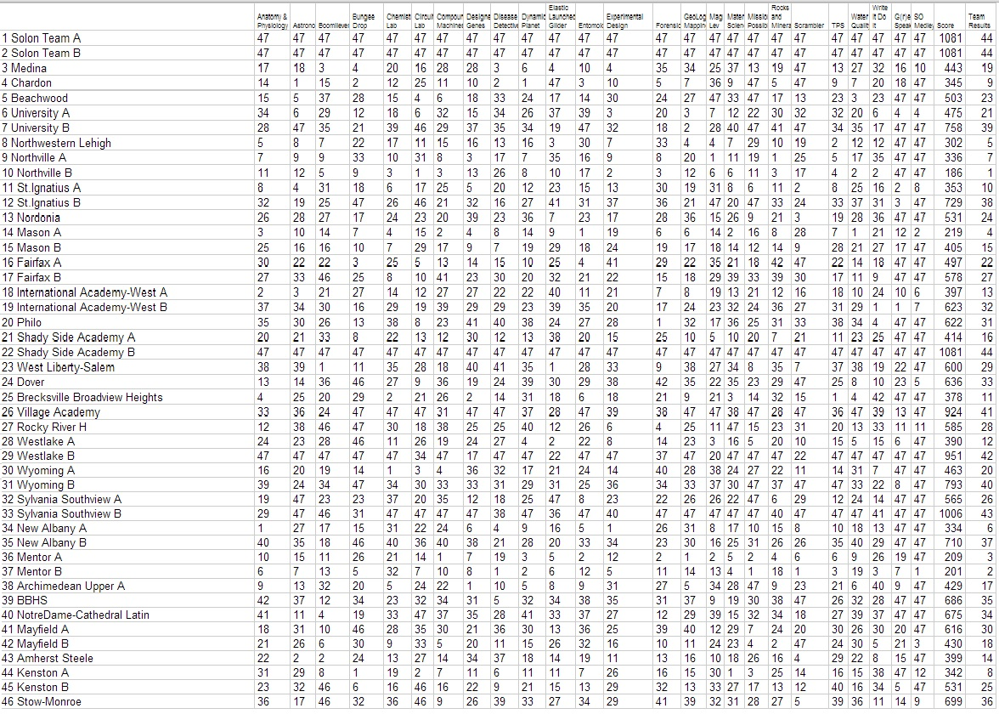 Elastic Rocks Write
Anatomy & Bungee Chemist Circui Compour Designe Disease Dynamic Launched Experimental GeoLog Mag Mater Missio and Water It Do G(r)e SO Team
Physiology Astrono Boomilever Drop Lab Lab Machine Genes Detectiv Planet Glider Entomolo Design Forensic Mappin Lev Scien Possib Minera Scrambler TPS Qualit It Speak Medley Score Results
1 Solon Team A 47 47 47 47 47 47 47 47 47 47 47 47 47 47 47 47 47 47 47 47 47 47 47 47 47 1081 44
2 Solon Team B 47 47 47 47 47 47 47 47 47 47 47 47 47 47 47 47 47 47 47 47 47 47 47 47 47 1081 44
3 Medina 17 18 3 4 20 16 28 28 3 6 4 10 4 35 34 25 37 13 19 47 13 27 32 16 10 443 19
4 Chardon 14 1 15 2 12 25 11 10 2 1 47 3 10 5 7 36 9 47 5 47 9 7 20 18 47 345 9
5 Beachwood 15 5 37 28 15 4 6 18 33 24 17 14 30 24 27 47 33 47 17 13 23 3 23 47 47 503 23
6 University A 34 6 29 12 18 6 32 15 34 26 37 39 3 20 3 7 12 22 30 32 32 20 6 4 4 475 21
7 University B 28 47 35 21 39 46 29 37 35 34 19 47 32 18 2 28 40 47 41 47 34 35 17 47 47 758 39
8 Northwestern Lehigh 5 8 7 22 17 11 15 16 13 16 3 30 7 33 4 4 7 29 10 19 2 12 12 47 47 302 5
9 Northville A 7 9 9 33 10 31 8 3 17 7 35 16 9 8 20 1 11 19 1 25 5 17 35 47 47 336 7
10 Northville B 11 12 5 9 3 1 3 13 26 8 10 17 2 3 12 6 6 11 3 17 4 2 2 47 47 186 1
11 St.Ignatius A 8 4 31 18 6 17 25 5 20 12 23 15 13 30 19 31 8 6 11 2 8 25 16 2 8 353 10
12 St.Ignatius B 32 19 25 47 26 46 21 32 16 27 41 31 37 36 21 47 20 47 33 24 33 37 31 3 47 729 38
13 Nordonia 26 28 27 17 24 23 20 39 23 36 7 23 17 28 36 15 26 9 21 3 19 28 36 47 47 531 24
14 Mason A 3 10 14 7 4 15 2 4 8 14 9 1 19 6 6 14 2 16 8 28 7 1 21 12 2 219 4
15 Mason B 25 16 16 10 7 29 17 9 7 19 29 18 24 19 17 18 14 12 14 9 28 21 27 17 47 405 15
16 Fairfax A 30 22 22 3 25 5 13 14 15 10 25 4 41 29 22 35 21 18 42 47 22 14 18 47 47 497 22
17 Fairfax B 27 33 46 25 8 10 41 23 30 20 32 21 22 15 18 29 39 33 39 30 17 11 9 47 47 578 27
18 International Academy-West A 2 3 21 27 14 12 27 27 22 22 40 11 21 7 8 19 13 21 12 16 18 10 24 10 6 397 13
19 International Academy-West B 37 34 30 16 29 19 39 29 29 23 39 35 20 17 24 23 32 24 36 27 31 29 1 1 7 623 32
20 Philo 35 30 26 13 38 8 23 41 40 38 24 27 28 1 32 17 36 25 31 33 38 34 4 47 47 622 31
21 Shady Side Academy A 20 21 33 8 22 13 12 30 12 13 38 20 15 25 10 5 10 20 7 21 11 23 25 47 47 414 16
22 Shady Side Academy B 47 47 47 47 47 47 47 47 47 47 47 47 47 47 47 47 47 47 47 47 47 47 47 47 47 1081 44
23 West Liberty-Salem 38 39 1 11 35 28 18 40 41 35 1 28 33 9 38 27 34 8 35 7 37 38 19 22 47 600 29
24 Dover 13 14 36 46 27 9 36 19 24 39 30 29 38 42 35 22 35 23 29 47 25 8 10 23 5 636 33
25 Brecksville Broadview Heights 4 25 20 29 2 21 26 2 14 31 18 6 18 21 9 21 3 14 32 15 1 4 42 47 47 378 11
26 Village Academy 33 36 24 47 47 47 31 47 47 37 28 47 39 38 47 47 38 47 28 47 36 47 39 13 47 924 41
27 Rocky River H 12 38 46 47 30 18 38 25 25 40 12 26 6 4 25 11 47 15 23 31 20 13 33 11 11 585 28
28 Westlake A 24 23 28 46 11 26 19 24 27 4 2 22 8 14 23 3 16 5 20 10 15 5 15 6 47 390 12
29 Westlake B 47 47 47 47 47 34 47 17 47 47 22 47 47 37 47 20 47 47 47 22 47 47 47 47 47 951 42
30 Wyoming A 16 20 19 14 1 3 4 36 32 17 21 24 14 40 28 38 24 27 22 11 14 31 7 47 47 463 20
31 Wyoming B 39 24 34 47 34 30 33 33 31 29 31 25 36 34 33 37 30 47 37 47 47 33 22 8 47 793 40
32 Sylvania Southview A 19 47 23 23 37 20 35 12 18 25 47 8 23 22 26 26 22 47 6 29 12 24 14 47 47 565 26
33 Sylvania Southview B 29 47 46 31 47 47 47 47 38 47 36 47 40 47 47 47 47 47 40 47 47 47 41 47 47 1006 43
34 New Albany A 1 27 17 15 31 22 24 6 4 9 16 5 1 26 31 8 17 10 15 8 10 18 13 47 47 334 6
35 New Albany B 40 35 18 46 40 36 40 38 21 28 20 33 34 23 30 16 25 31 26 26 35 40 29 47 47 710 37
36 Mentor A 10 15 11 26 21 14 1 7 19 3 5 2 12 2 1 2 5 2 4 6 6 9 26 19 47 209 3
37 Mentor B 6 7 13 5 32 7 10 8 1 2 6 12 5 11 14 13 4 1 18 1 3 19 3 7 1 201 2
38 Archimedean Upper A 9 13 32 20 5 24 22 1 10 5 8 9 31 27 5 34 28 47 9 23 21 6 40 9 47 429 17
39 BBHS 42 37 12 34 23 32 34 31 5 32 34 38 35 31 37 9 19 30 38 47 26 32 28 47 47 686 35
40 NotreDame-Cathedral Latin 41 11 4 19 33 47 37 35 28 41 33 37 27 12 29 39 15 32 34 18 27 39 37 47 47 675 34
41 Mayfield A 18 31 10 46 28 35 30 21 36 30 13 36 25 39 40 12 29 7 24 20 30 26 30 20 47 616 30
42 Mayfield B 21 26 6 30 9 33 5 20 11 15 26 32 16 10 11 24 23 4 2 47 24 30 5 21 3 430 18
43 Amherst Steele 22 2 2 24 13 27 14 34 37 18 14 19 11 13 16 10 18 26 16 4 29 22 8 15 47 399 14
44 Kenston A 31 29 8 1 19 2 7 11 6 11 11 7 26 16 15 30 1 3 25 14 16 15 38 47 12 342 8
45 Kenston B 23 32 46 6 16 46 16 22 9 21 15 13 29 32 13 33 27 17 13 12 40 16 34 5 47 531 25
46 Stow-Monroe 36 17 46 32 36 46 9 26 39 33 27 34 29 41 39 32 31 28 27 5 39 36 11 14 9 699 36